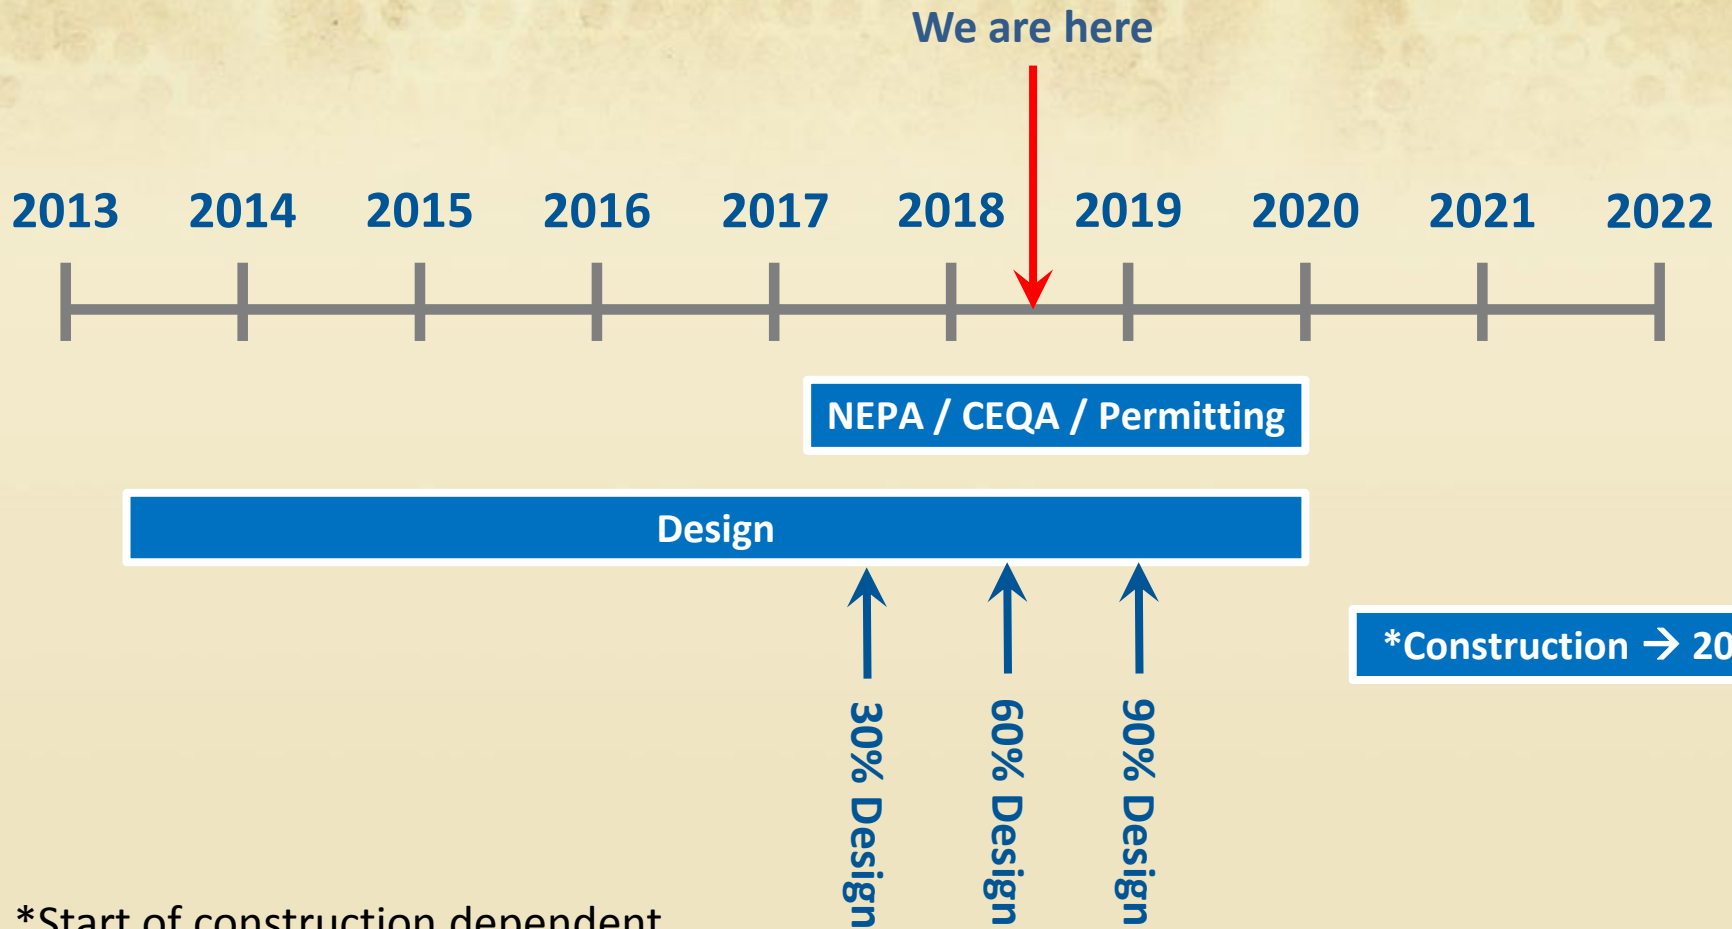 We are here
2013 2014 2015 2016 2017 2018 2019 2020 2021 2022
NEPA / CEQA / Permitting
Design
*Construction → 20
30% Design
60% Design
90% Design
*Start of construction dependent